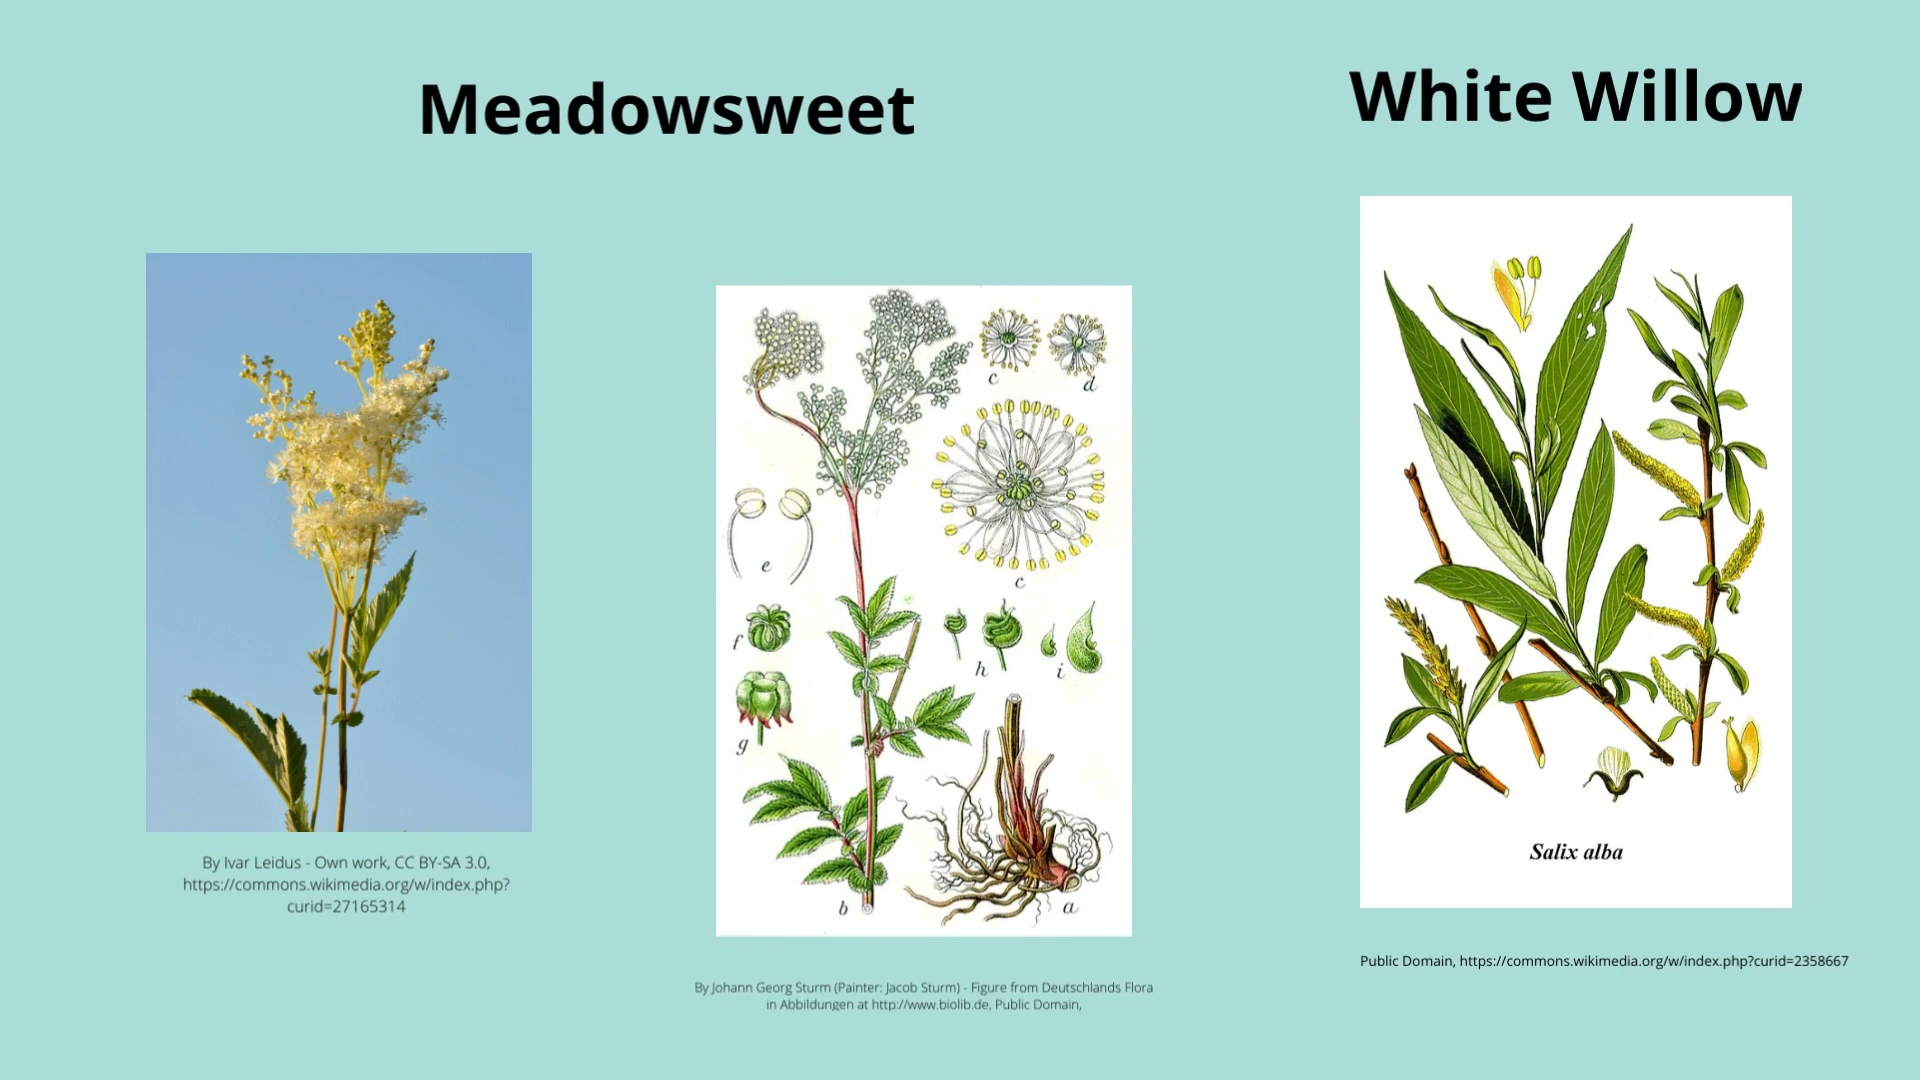 Meadowsweet
White Willow
By Ivar Leidus - Own work, CC BY-SA 3.0,
https://commons.wikimedia.org/w/index.php?
curid=27165314
c
d
e
c
f
h
i
g
b
a
By Johann Georg Sturm (Painter: Jacob Sturm) - Figure from Deutschlands Flora
in Abbildungen at http://www.biolib.de, Public Domain,
Salix alba
Public Domain, https://commons.wikimedia.org/w/index.php?curid=2358667